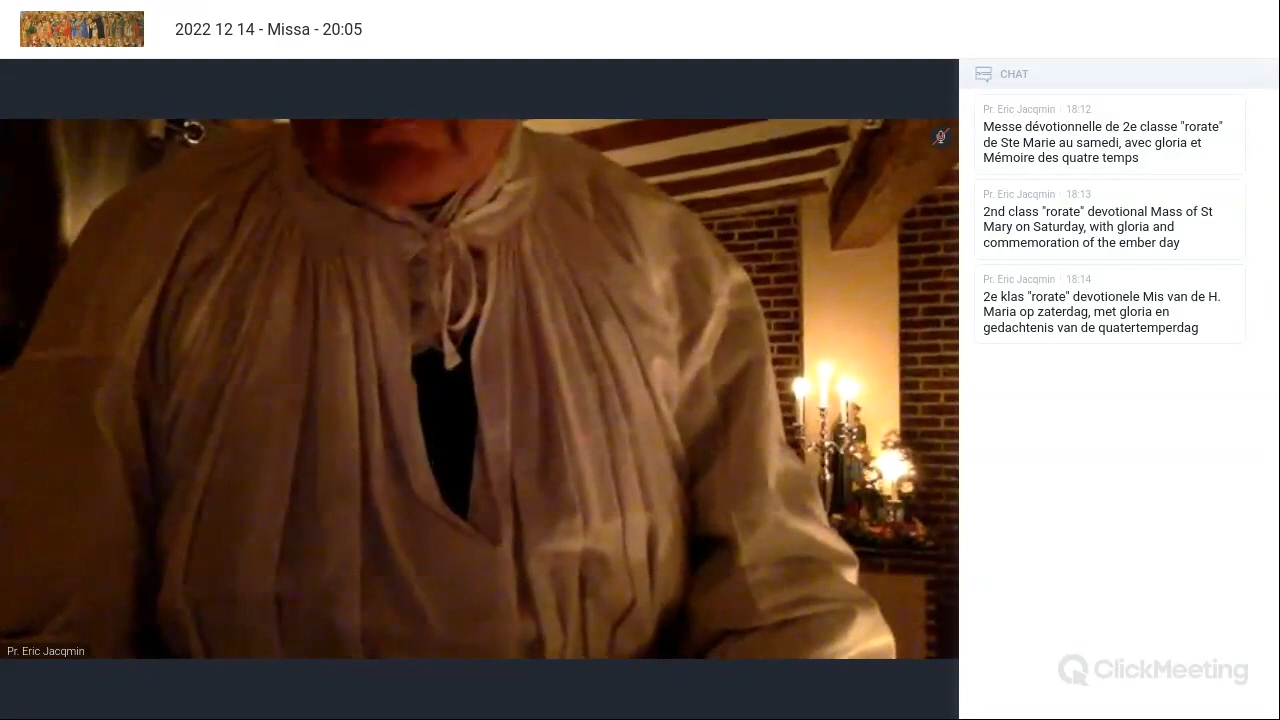 2022 12 14 - Missa - 20:05
CHAT
Pr. Eric Jacqmin 18:12
Messe dévotionnelle de 2e classe "rorate"
de Ste Marie au samedi, avec gloria et
Mémoire des quatre temps
Pr. Eric Jacqmin 18:13
2nd class "rorate" devotional Mass of St
Mary on Saturday, with gloria and
commemoration of the ember day
Pr. Eric Jacqmin 18:14
2e klas "rorate" devotionele Mis van de H.
Maria op zaterdag, met gloria en
gedachtenis van de quatertemperdag
Pr. Eric Jacqmin
ClickMeeting